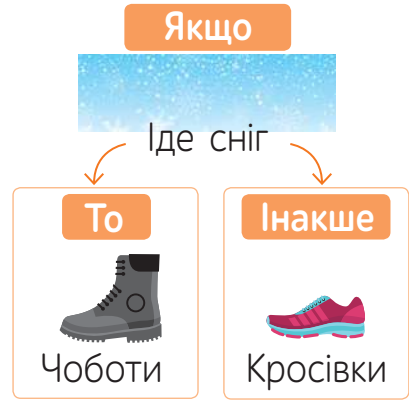 Якщо
Іде сніг
То
Інакше
Чоботи
Кросівки